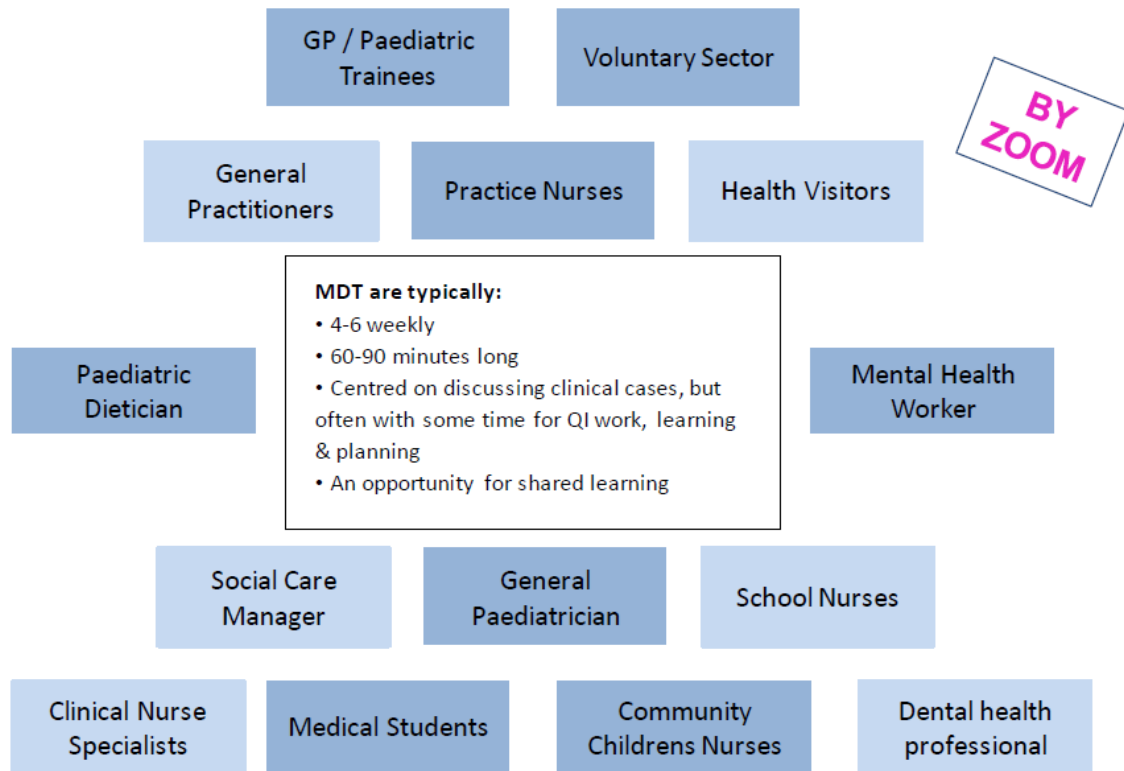 GP / Paediatric
Trainees
Voluntary Sector
BY
ZOOM
General
Practitioners
Practice Nurses
Health Visitors
MDT are typically:
• 4-6 weekly
• 60-90 minutes long
• Centred on discussing clinical cases, but
often with some time for QI work, learning
& planning
• An opportunity for shared learning
Paediatric
Dietician
Mental Health
Worker
Social Care
Manager
General
Paediatrician
School Nurses
Clinical Nurse
Specialists
Medical Students
Community
Childrens Nurses
Dental health
professional